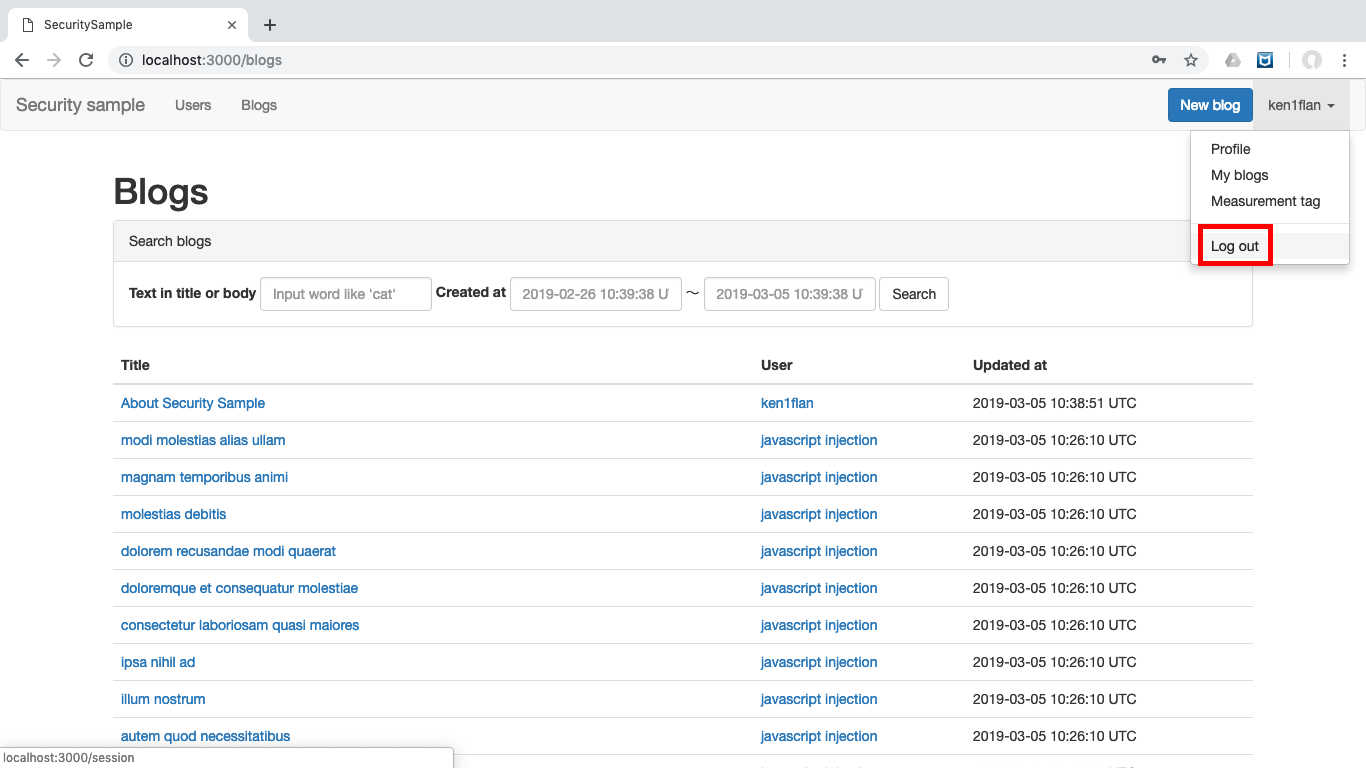 SecuritySample
localhost:3000/blogs
Security sample Users Blogs New blog ken1flan
Profile
My blogs
Measurement tag
Log out
Blogs
Search blogs
Text in title or body Input word like 'cat' Created at 2019-02-26 10:39:38 ~ 2019-03-05 10:39:38 Search
Title User Updated at
About Security Sample ken1flan 2019-03-05 10:38:51 UTC
modi molestias alias ullam javascript injection 2019-03-05 10:26:10 UTC
magnam temporibus animi javascript injection 2019-03-05 10:26:10 UTC
molestias debitis javascript injection 2019-03-05 10:26:10 UTC
dolorem recusandae modi quaerat javascript injection 2019-03-05 10:26:10 UTC
doloremque et consequatur molestiae javascript injection 2019-03-05 10:26:10 UTC
consectetur laboriosam quasi maiores javascript injection 2019-03-05 10:26:10 UTC
ipsa nihil ad javascript injection 2019-03-05 10:26:10 UTC
illum nostrum javascript injection 2019-03-05 10:26:10 UTC
autem quod necessitatibus javascript injection 2019-03-05 10:26:10 UTC
localhost:3000/session